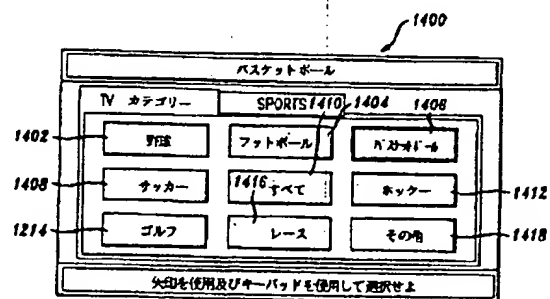 1400
バスケットボール
TV カテゴリー SPORTS 1410 1404 1406
1402 野球 フットボール バスケットボール
1408 サッカー 1416 すべて ホッケー 1412
1214 ゴルフ レース その他 1418
矢印を使用及びキーパッドを使用して選択せよ